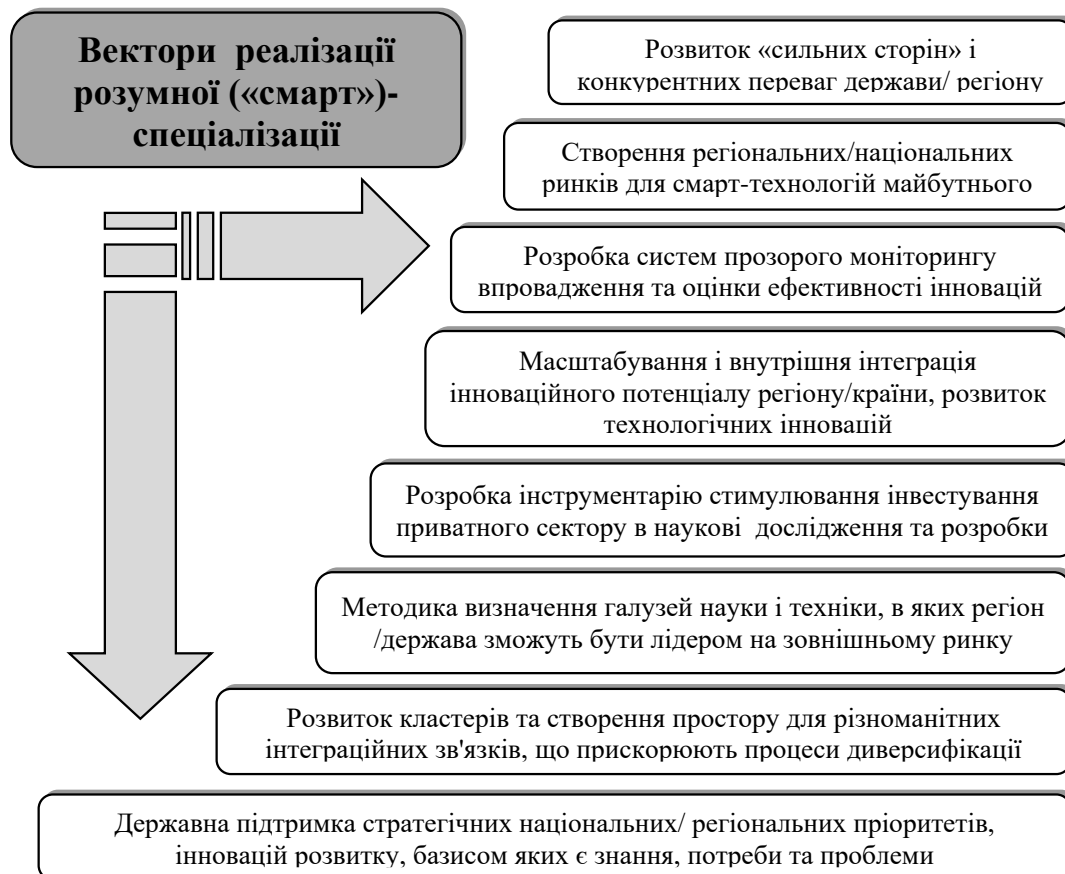 Вектори реалізації
розумної («смарт»)-
спеціалізації
Розвиток «сильних сторін» і
конкурентних переваг держави/ регіону
Створення регіональних/національних
ринків для смарт-технологій майбутнього
Розробка систем прозорого моніторингу
впровадження та оцінки ефективності інновацій
Масштабування і внутрішня інтеграція
інноваційного потенціалу регіону/країни, розвиток
технологічних інновацій
Розробка інструментарію стимулювання інвестування
приватного сектору в наукові дослідження та розробки
Методика визначення галузей науки і техніки, в яких регіон
/держава зможуть бути лідером на зовнішньому ринку
Розвиток кластерів та створення простору для різноманітних
інтеграційних зв'язків, що прискорюють процеси диверсифікації
Державна підтримка стратегічних національних/ регіональних пріоритетів,
інновацій розвитку, базисом яких є знання, потреби та проблеми